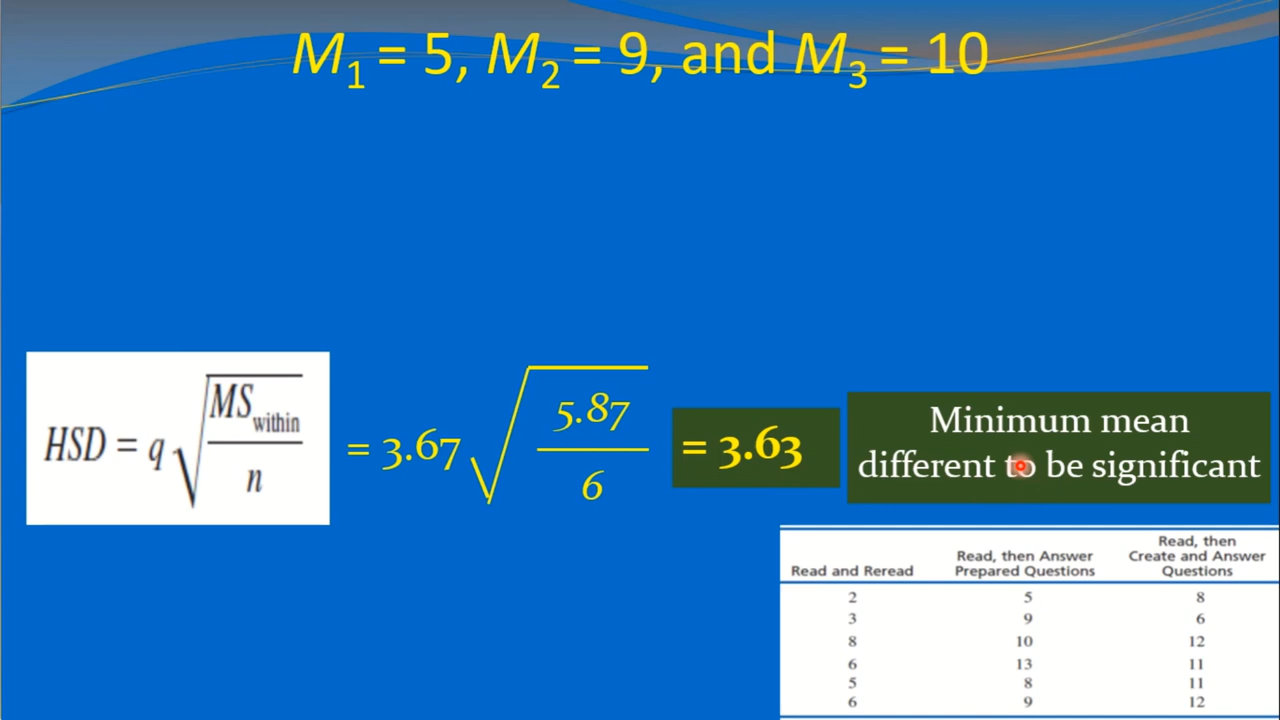 M1 = 5, M2 = 9, and M3 = 10
HSD = q √(MSwithin / n) = 3.67 √(5.87 / 6) = 3.63
Minimum mean
different to be significant
Read and Reread
Read, then Answer
Prepared Questions
Read, then
Create and Answer
Questions
2 5 8
3 9 6
8 10 12
6 13 11
5 8 11
6 9 12